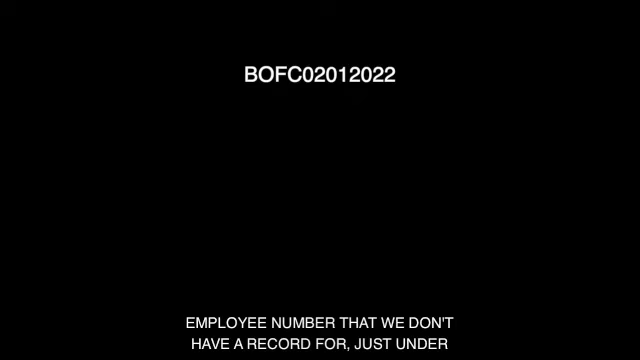 BOFC02012022
EMPLOYEE NUMBER THAT WE DON'T
HAVE A RECORD FOR, JUST UNDER